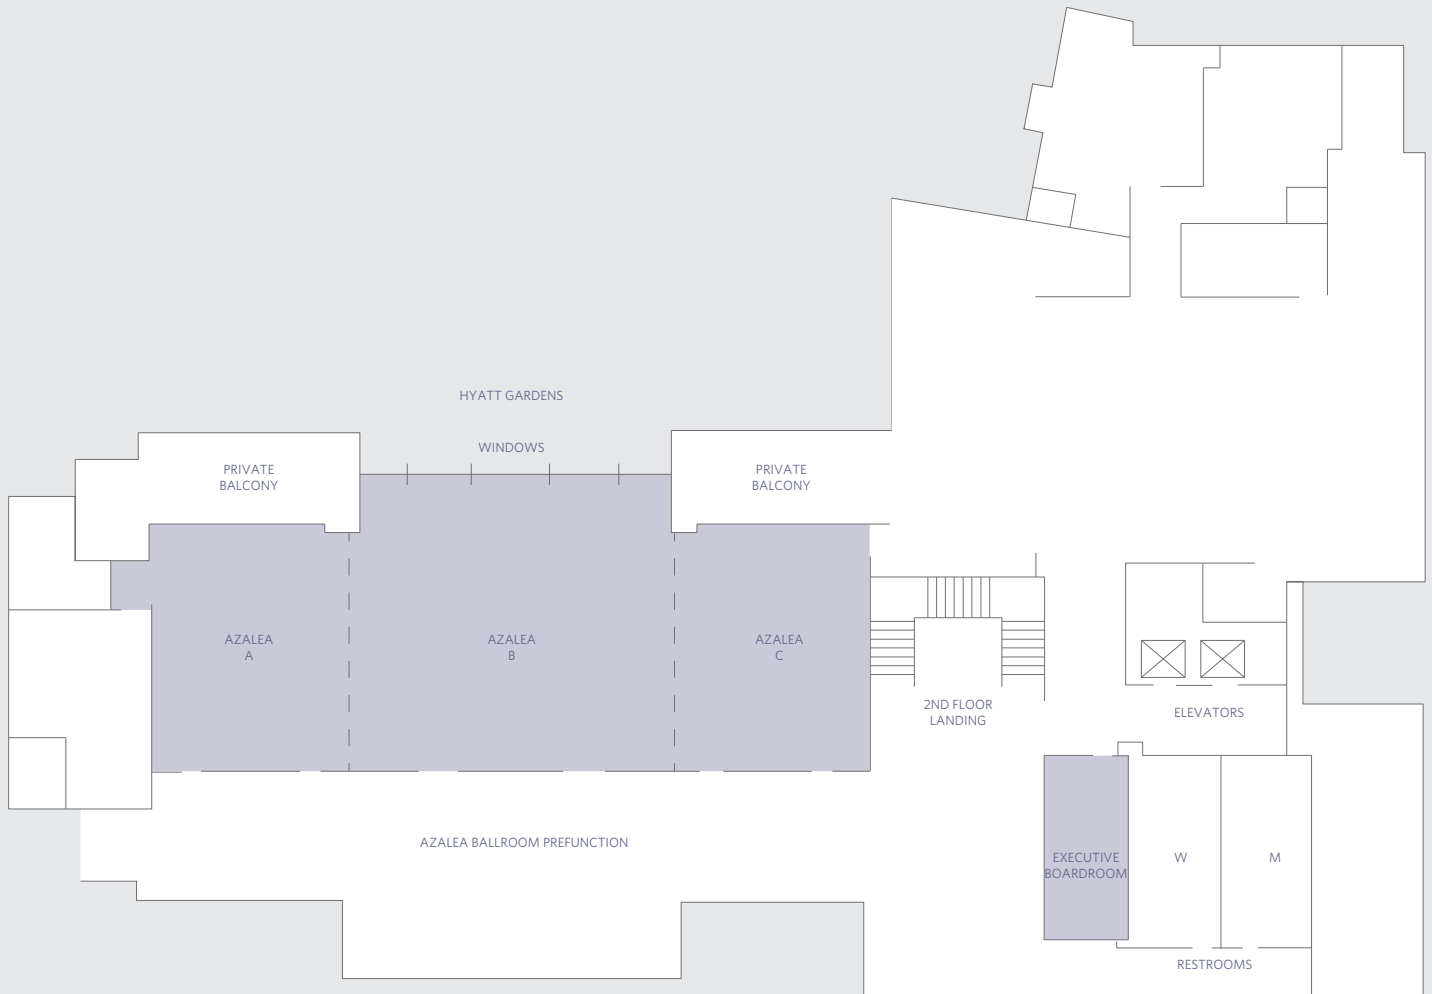 HYATT GARDENS
WINDOWS
PRIVATE
BALCONY
PRIVATE
BALCONY
AZALEA
A
AZALEA
B
AZALEA
C
2ND FLOOR
LANDING
ELEVATORS
AZALEA BALLROOM PREFUNCTION
EXECUTIVE
BOARDROOM
W
M
RESTROOMS